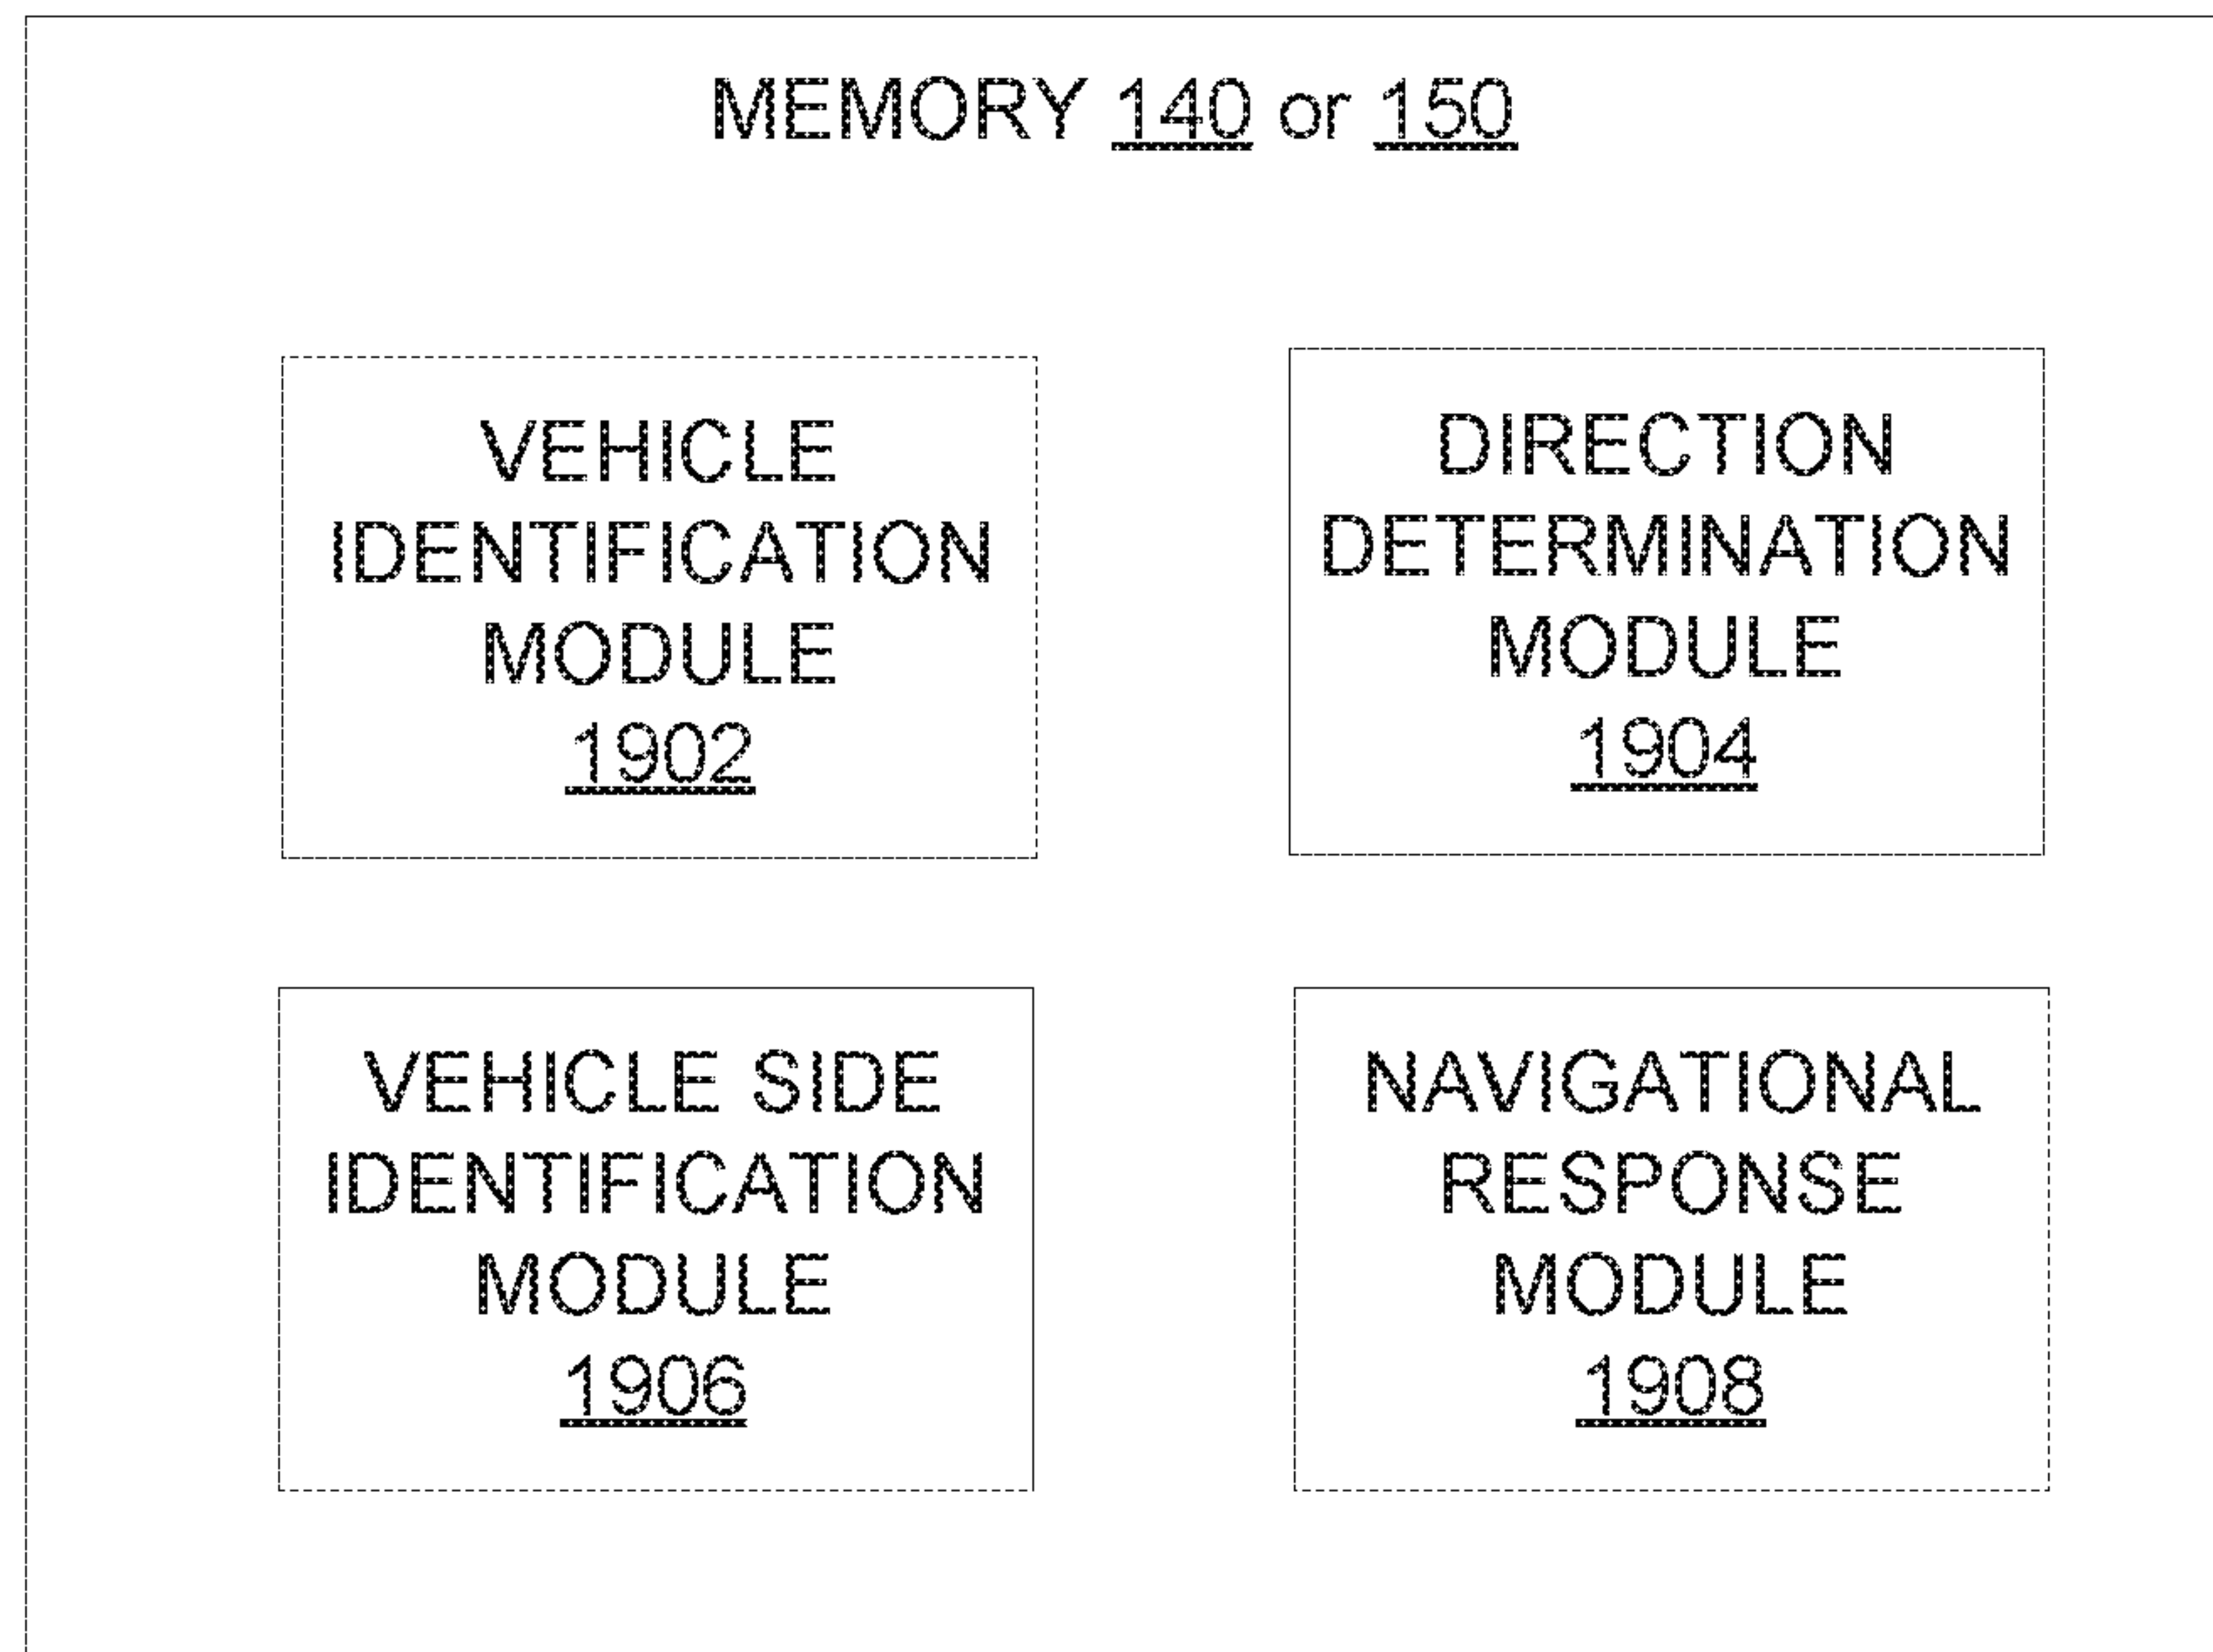 MEMORY 140 or 150
VEHICLE
IDENTIFICATION
MODULE
1902
DIRECTION
DETERMINATION
MODULE
1904
VEHICLE SIDE
IDENTIFICATION
MODULE
1906
NAVIGATIONAL
RESPONSE
MODULE
1908